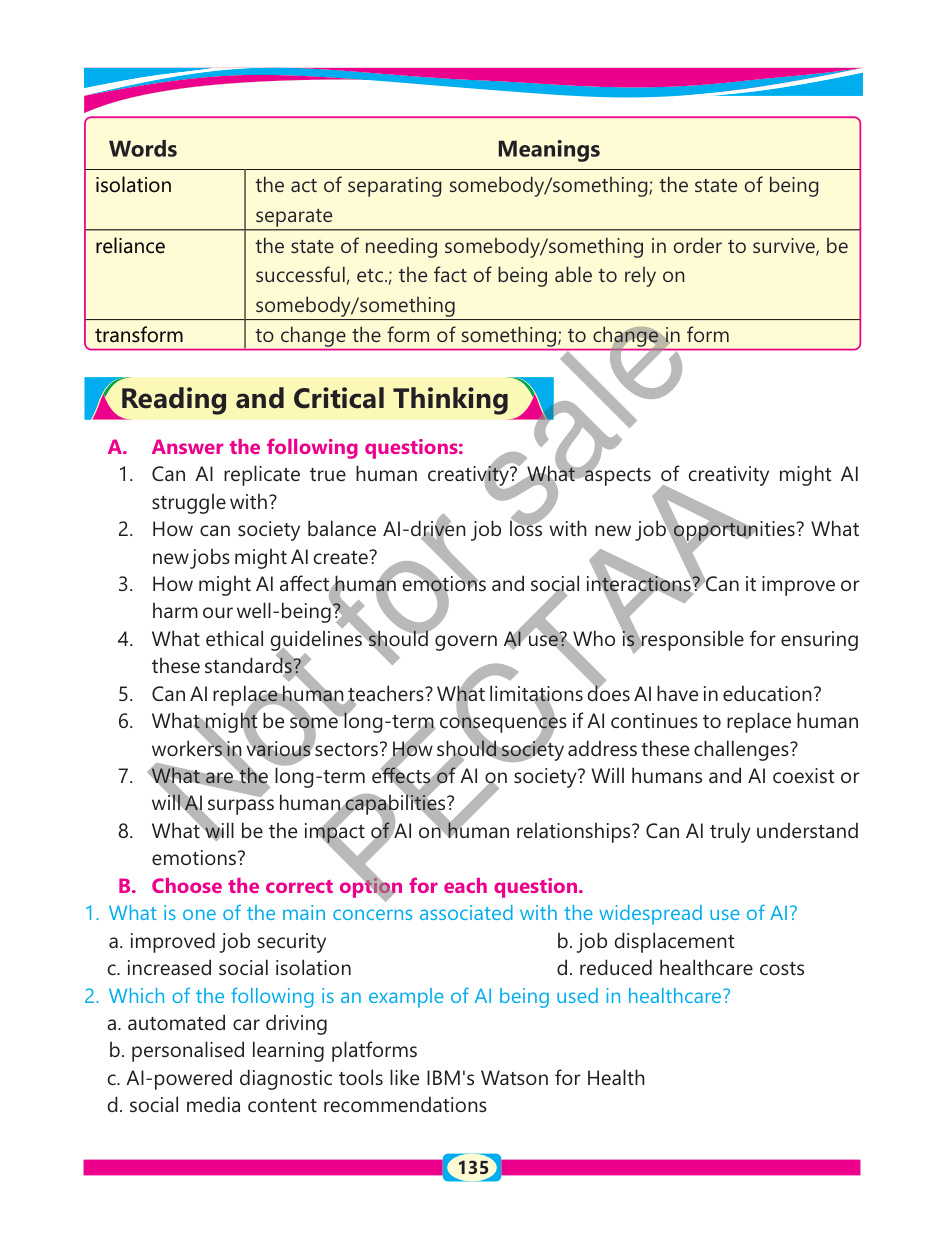 Words Meanings
isolation the act of separating somebody/something; the state of being
separate
reliance the state of needing somebody/something in order to survive, be
successful, etc.; the fact of being able to rely on
somebody/something
transform to change the form of something; to change in form
Reading and Critical Thinking
A. Answer the following questions:
1. Can AI replicate true human creativity? What aspects of creativity might AI
struggle with?
2. How can society balance AI-driven job loss with new job opportunities? What
new jobs might AI create?
3. How might AI affect human emotions and social interactions? Can it improve or
harm our well-being?
4. What ethical guidelines should govern AI use? Who is responsible for ensuring
these standards?
5. Can AI replace human teachers? What limitations does AI have in education?
6. What might be some long-term consequences if AI continues to replace human
workers in various sectors? How should society address these challenges?
7. What are the long-term effects of AI on society? Will humans and AI coexist or
will AI surpass human capabilities?
8. What will be the impact of AI on human relationships? Can AI truly understand
emotions?
B. Choose the correct option for each question.
1. What is one of the main concerns associated with the widespread use of AI?
a. improved job security b. job displacement
c. increased social isolation d. reduced healthcare costs
2. Which of the following is an example of AI being used in healthcare?
a. automated car driving
b. personalised learning platforms
c. AI-powered diagnostic tools like IBM's Watson for Health
d. social media content recommendations
135
Not for sale
PECTAA